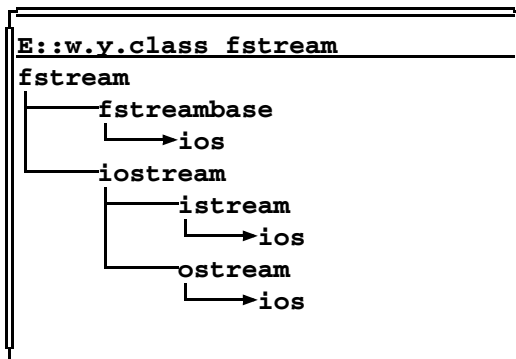 E::w.y.class fstream
fstream
fstreambase
ios
iostream
istream
ios
ostream
ios